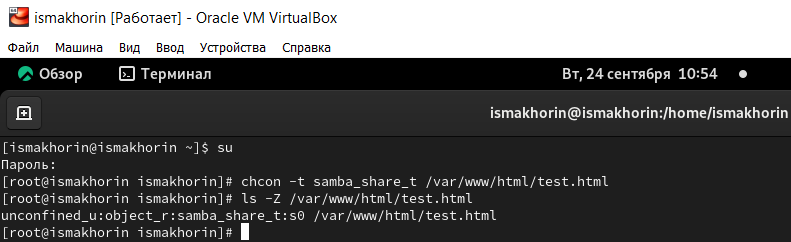 ismakhorin [Работает] - Oracle VM VirtualBox
Файл Машина Вид Ввод Устройства Справка
Обзор Терминал Вт, 24 сентября 10:54
ismakhorin@ismakhorin:/home/ismakhorin
[ismakhorin@ismakhorin ~]$ su
Пароль:
[root@ismakhorin ismakhorin]# chcon -t samba_share_t /var/www/html/test.html
[root@ismakhorin ismakhorin]# ls -Z /var/www/html/test.html
unconfined_u:object_r:samba_share_t:s0 /var/www/html/test.html
[root@ismakhorin ismakhorin]#